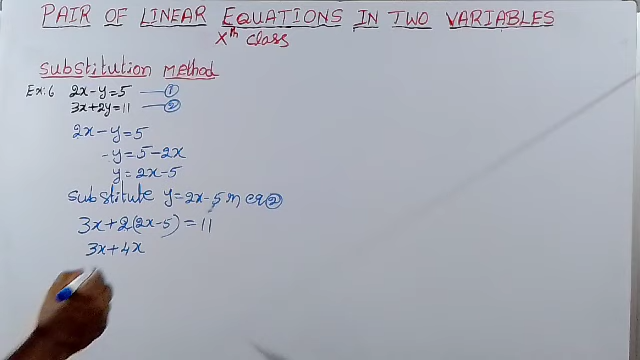 PAIR OF LINEAR EQUATIONS IN TWO VARIABLES
Xth class
Substitution Method
Ex:6 2x-y=5 — ①
3x+2y=11 — ②
2x-y=5
-y=5-2x
y=2x-5
Substitute y=2x-5 in eq ②
3x+2(2x-5)=11
3x+4x